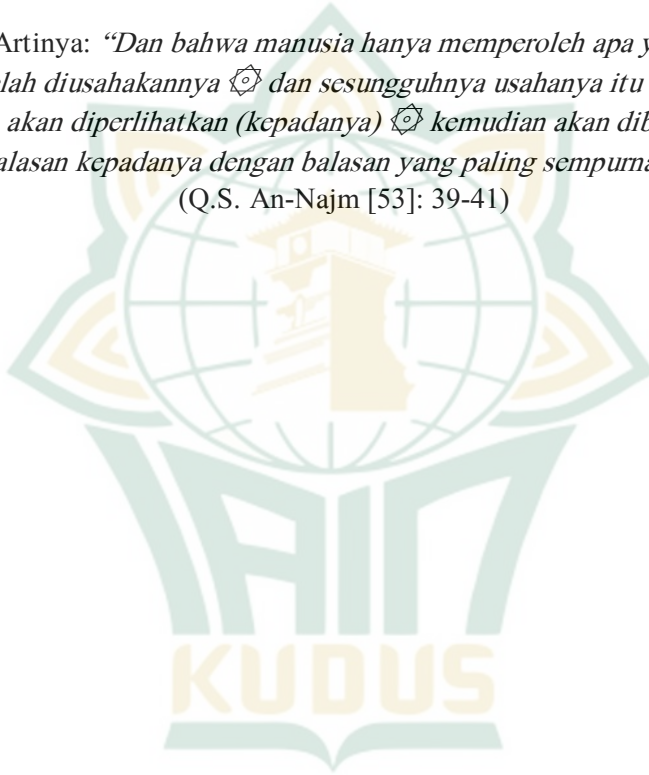 Artinya: “Dan bahwa manusia hanya memperoleh apa y
lah diusahakannya ۞ dan sesungguhnya usahanya itu
akan diperlihatkan (kepadanya) ۞ kemudian akan dib
alasan kepadanya dengan balasan yang paling sempurna
(Q.S. An-Najm [53]: 39-41)
IAIN
KUDUS